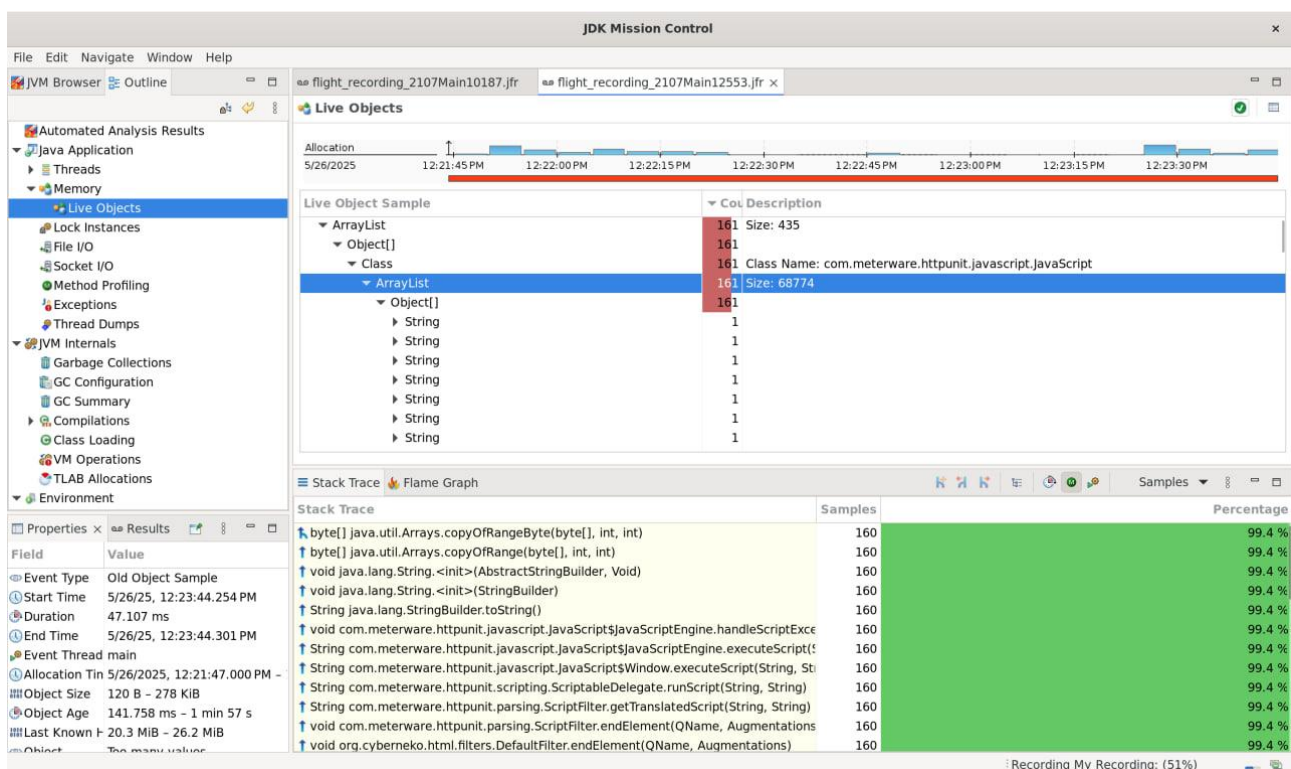 JDK Mission Control
File Edit Navigate Window Help
JVM Browser Outline
flight_recording_2107Main10187.jfr flight_recording_2107Main12553.jfr
Automated Analysis Results
Java Application
Threads
Memory
Live Objects
Lock Instances
File I/O
Socket I/O
Method Profiling
Exceptions
Thread Dumps
JVM Internals
Garbage Collections
GC Configuration
GC Summary
Compilations
Class Loading
VM Operations
TLAB Allocations
Environment
Live Objects
Allocation
5/26/2025 12:21:45 PM 12:22:00 PM 12:22:15 PM 12:22:30 PM 12:22:45 PM 12:23:00 PM 12:23:15 PM 12:23:30 PM
Live Object Sample Cou Description
ArrayList 161 Size: 435
Object[] 161
Class 161 Class Name: com.meterware.httpunit.javascript.JavaScript
ArrayList 161 Size: 68774
Object[] 161
String 1
String 1
String 1
String 1
String 1
String 1
String 1
Properties Results
Field Value
Event Type Old Object Sample
Start Time 5/26/25, 12:23:44.254 PM
Duration 47.107 ms
End Time 5/26/25, 12:23:44.301 PM
Event Thread main
Allocation Tin 5/26/2025, 12:21:47.000 PM –
Object Size 120 B – 278 KiB
Object Age 141.758 ms – 1 min 57 s
Last Known H 20.3 MiB – 26.2 MiB
Object Too many values
Stack Trace Flame Graph Samples
Stack Trace Samples Percentage
byte[] java.util.Arrays.copyOfRangeByte(byte[], int, int) 160 99.4 %
byte[] java.util.Arrays.copyOfRange(byte[], int, int) 160 99.4 %
void java.lang.String.<init>(AbstractStringBuilder, Void) 160 99.4 %
void java.lang.String.<init>(StringBuilder) 160 99.4 %
String java.lang.StringBuilder.toString() 160 99.4 %
void com.meterware.httpunit.javascript.JavaScript$JavaScriptEngine.handleScriptExce 160 99.4 %
String com.meterware.httpunit.javascript.JavaScript$JavaScriptEngine.executeScript(S 160 99.4 %
String com.meterware.httpunit.javascript.JavaScript$Window.executeScript(String, Str 160 99.4 %
String com.meterware.httpunit.scripting.ScriptableDelegate.runScript(String, String) 160 99.4 %
String com.meterware.httpunit.parsing.ScriptFilter.getTranslatedScript(String, String) 160 99.4 %
void com.meterware.httpunit.parsing.ScriptFilter.endElement(QName, Augmentations 160 99.4 %
void org.cyberneko.html.filters.DefaultFilter.endElement(QName, Augmentations) 160 99.4 %
Recording My Recording: (51%)